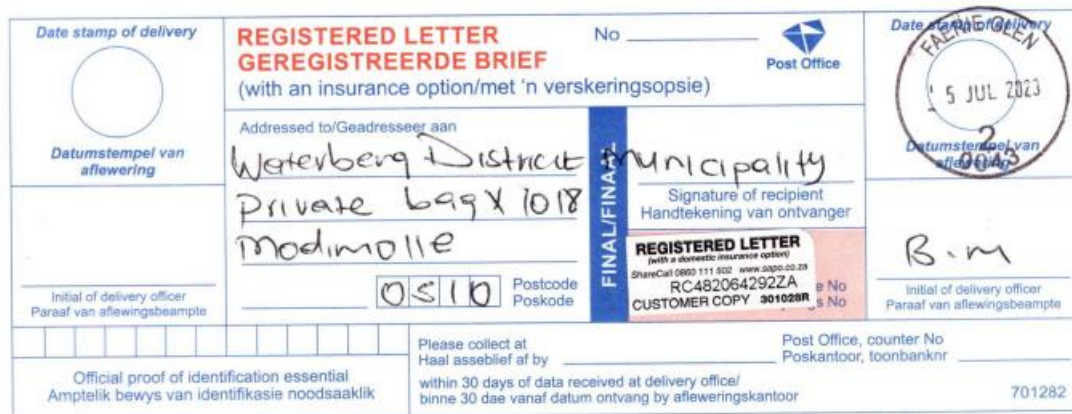 Date stamp of delivery
Datumstempel van
aflewering
Initial of delivery officer
Paraaf van aflewingsbeampte
REGISTERED LETTER
GEREGISTREERDE BRIEF
(with an insurance option/met 'n verskeringsopsie)
No
Post Office
Addressed to/Geadresseer aan
Waterberg District Municipality
Private bag X 1018
Modimolle
0510
Postcode
Poskode
FINAL/FINAAL
Signature of recipient
Handtekening van ontvanger
REGISTERED LETTER
(with a domestic insurance option)
ShareCall 0860 111 502 www.sapo.co.za
RC482064292ZA
CUSTOMER COPY 301028R
e No
s No
Date stamp of delivery
FAERIE GLEN
5 JUL 2023
2
0043
Datumstempel van
aflewering
B.M
Initial of delivery officer
Paraaf van aflewingsbeampte
Official proof of identification essential
Amptelik bewys van identifikasie noodsaaklik
Please collect at
Haal asseblief af by
Post Office, counter No
Poskantoor, toonbanknr
within 30 days of data received at delivery office/
binne 30 dae vanaf datum ontvang by afleweringskantoor
701282